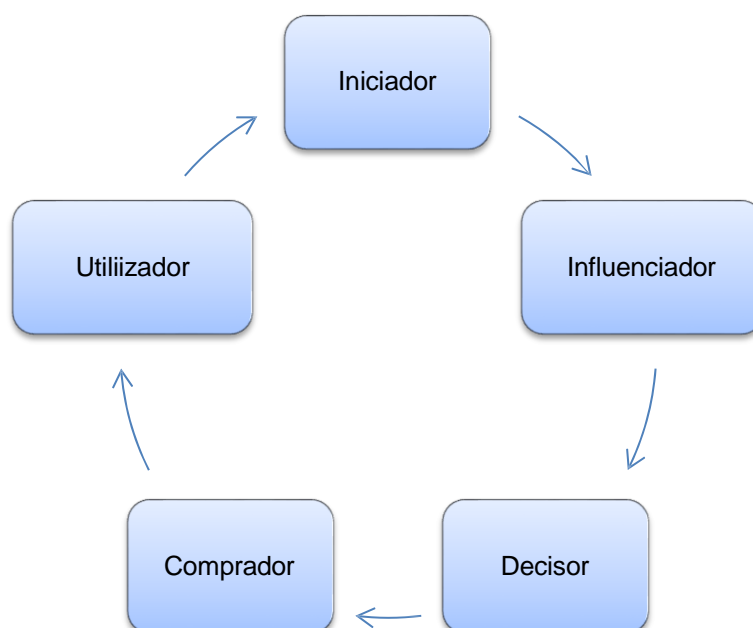 Iniciador
Influenciador
Decisor
Comprador
Utiliizador